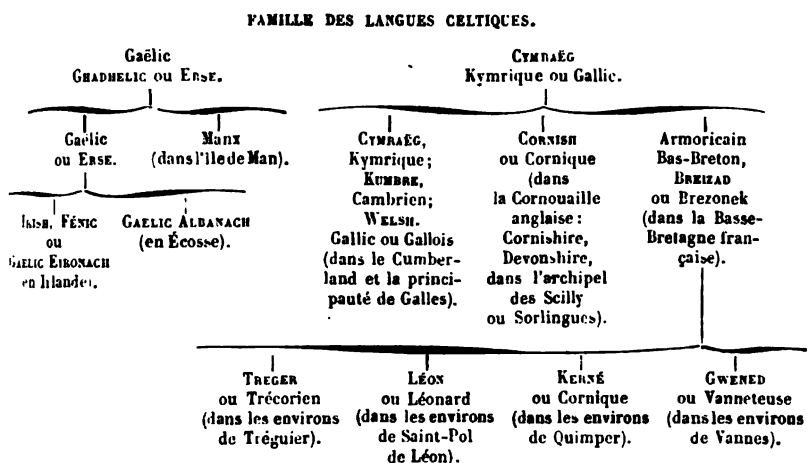 FAMILLE DES LANGUES CELTIQUES.
Gaëlic
GHADHELIC ou ERSE.
CYMRAËG
Kymrique ou Gallic.
Gaëlic
ou ERSE.
MANX
(dans l'île de Man).
CYMRAËG,
Kymrique;
KUMBRE,
Cambrien;
WELSH.
Gallic ou Gallois
(dans le Cumber-
land et la princi-
pauté de Galles).
CORNISH
ou Cornique
(dans
la Cornouaille
anglaise:
Cornishire,
Devonshire,
dans l'archipel
des Scilly
ou Sorlingues).
Armoricain
Bas-Breton,
BREIZAD
ou Brezonek
(dans la Basse-
Bretagne fran-
çaise).
IRISH, FÉNIC
ou
GAELIC EIRONACH
en Irlande).
GAELIC ALBANACH
(en Écosse).
TREGER
ou Trécorien
(dans les environs
de Tréguier).
LÉON
ou Léonard
(dans les environs
de Saint-Pol
de Léon).
KERNÉ
ou Cornique
(dans les environs
de Quimper).
GWENED
ou Vanneteuse
(dans les environs
de Vannes).